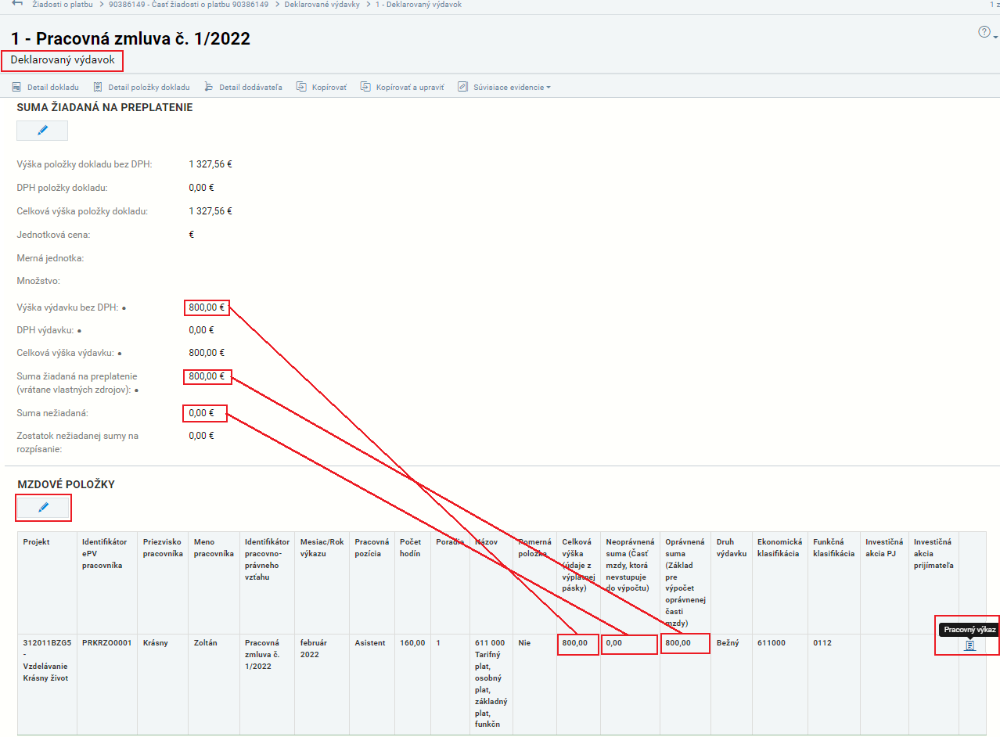 Žiadosti o platbu > 90386149 - Časť žiadosti o platbu 90386149 > Deklarované výdavky > 1 - Deklarovaný výdavok
1 - Pracovná zmluva č. 1/2022
Deklarovaný výdavok
Detail dokladu Detail položky dokladu Detail dodávateľa Kopírovať Kopírovať a upraviť Súvisiace evidencie
SUMA ŽIADANÁ NA PREPLATENIE
Výška položky dokladu bez DPH: 1 327,56 €
DPH položky dokladu: 0,00 €
Celková výška položky dokladu: 1 327,56 €
Jednotková cena: €
Merná jednotka:
Množstvo:
Výška výdavku bez DPH: ● 800,00 €
DPH výdavku: ● 0,00 €
Celková výška výdavku: ● 800,00 €
Suma žiadaná na preplatenie 800,00 €
(vrátane vlastných zdrojov): ●
Suma nežiadaná: 0,00 €
Zostatok nežiadanej sumy na 0,00 €
rozpísanie:
MZDOVÉ POLOŽKY
Projekt
Identifikátor
ePV
pracovníka
Priezvisko
pracovníka
Meno
pracovníka
Identifikátor
pracovno-
právneho
vzťahu
Mesiac/Rok
výkazu
Pracovná
pozícia
Počet
hodín
Poradie
Názov
Pomerná
položka
Celková
výška
(údaje z
výplatnej
pásky)
Neoprávnená
suma (Časť
mzdy, ktorá
nevstupuje
do výpočtu)
Oprávnená
suma
(Základ
pre
výpočet
oprávnenej
časti
mzdy)
Druh
výdavku
Ekonomická
klasifikácia
Funkčná
klasifikácia
Investičná
akcia PJ
Investičná
akcia
prijímateľa
312011BZG5
-
Vzdelávanie
Krásny život
PRKRZO0001
Krásny
Zoltán
Pracovná
zmluva č.
1/2022
február
2022
Asistent
160,00
1
611 000
Tarifný
plat,
osobný
plat,
základný
plat,
funkčn
Nie
800,00
0,00
800,00
Bežný
611000
0112
Pracovný výkaz